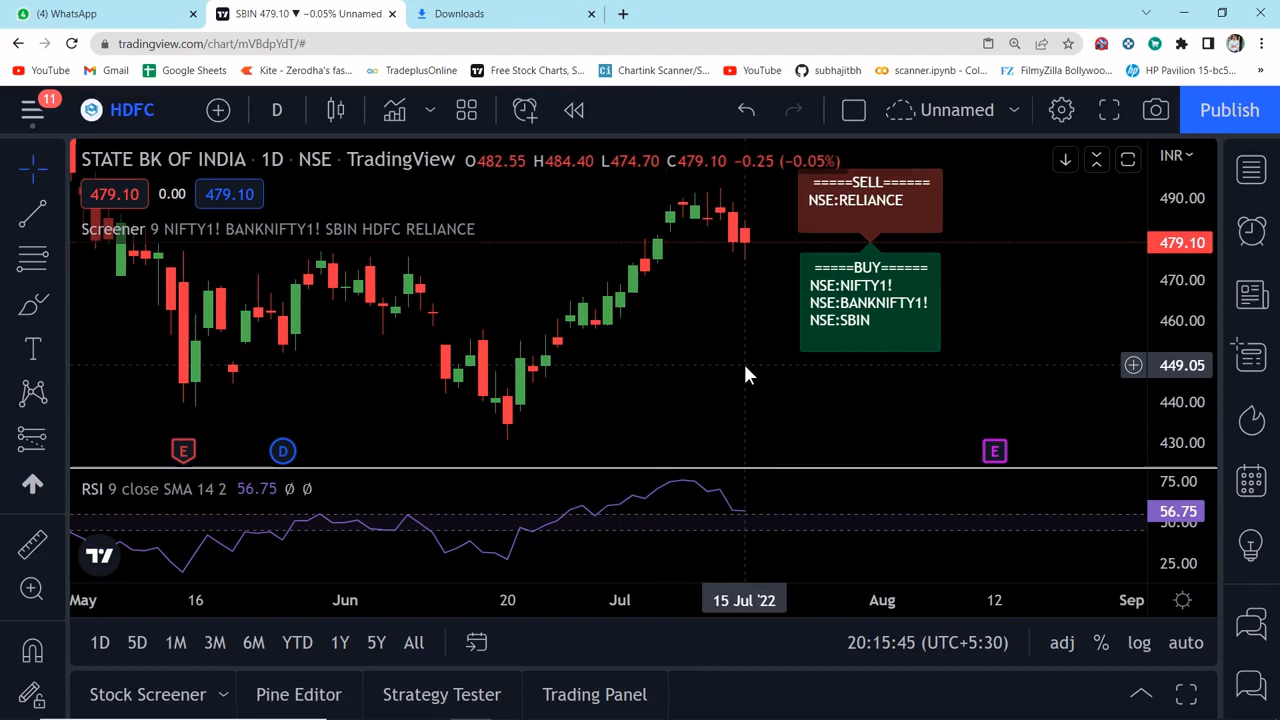 (4) WhatsApp
SBIN 479.10 ▼ −0.05% Unnamed
Downloads
tradingview.com/chart/mVBdpYdT/#
YouTube
Gmail
Google Sheets
Kite - Zerodha's fas...
TradeplusOnline
Free Stock Charts, S...
Chartink Scanner/S...
YouTube
subhajitbh
scanner.ipynb - Col...
FilmyZilla Bollywoo...
HP Pavilion 15-bc5...
»
11
HDFC
D
Unnamed
Publish
STATE BK OF INDIA · 1D · NSE · TradingView O482.55 H484.40 L474.70 C479.10 −0.25 (−0.05%)
INR
479.10 0.00 479.10
Screener 9 NIFTY1! BANKNIFTY1! SBIN HDFC RELIANCE
=====SELL======
NSE:RELIANCE
=====BUY======
NSE:NIFTY1!
NSE:BANKNIFTY1!
NSE:SBIN
490.00
479.10
470.00
460.00
449.05
440.00
430.00
E
D
E
RSI 9 close SMA 14 2 56.75 Ø Ø
75.00
56.75
50.00
25.00
May
16
Jun
20
Jul
15 Jul '22
Aug
12
Sep
1D 5D 1M 3M 6M YTD 1Y 5Y All
20:15:45 (UTC+5:30)
adj % log auto
Stock Screener
Pine Editor
Strategy Tester
Trading Panel